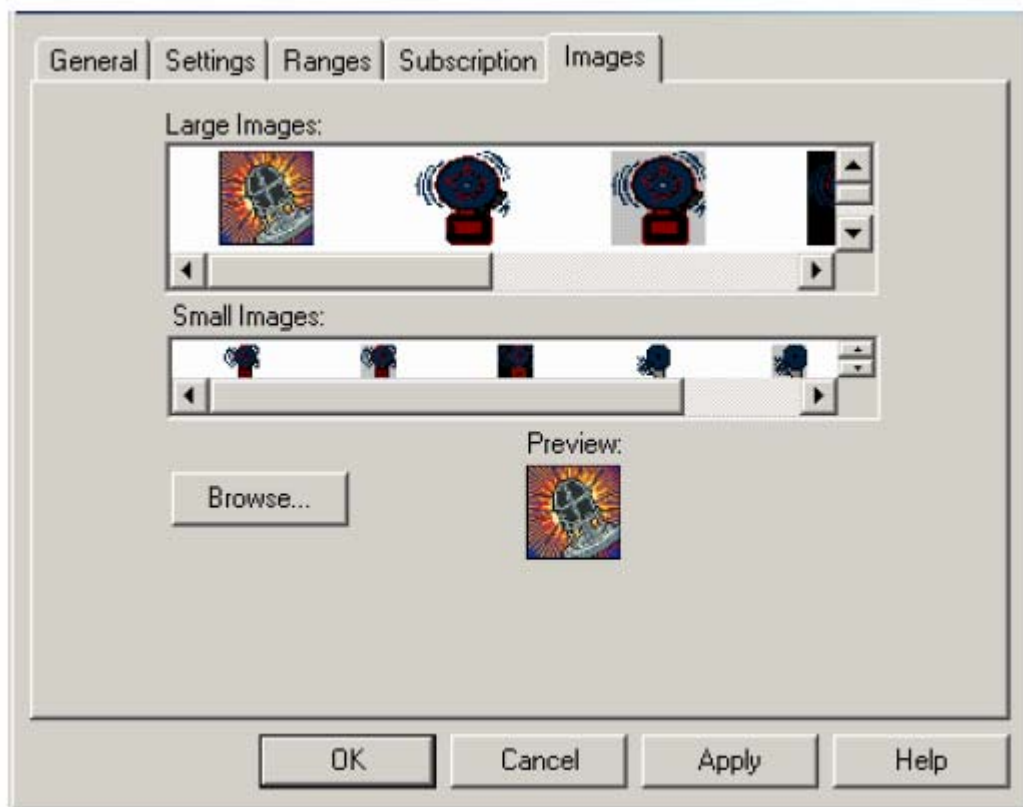 General Settings Ranges Subscription Images
Large Images:
Small Images:
Preview:
Browse...
OK Cancel Apply Help